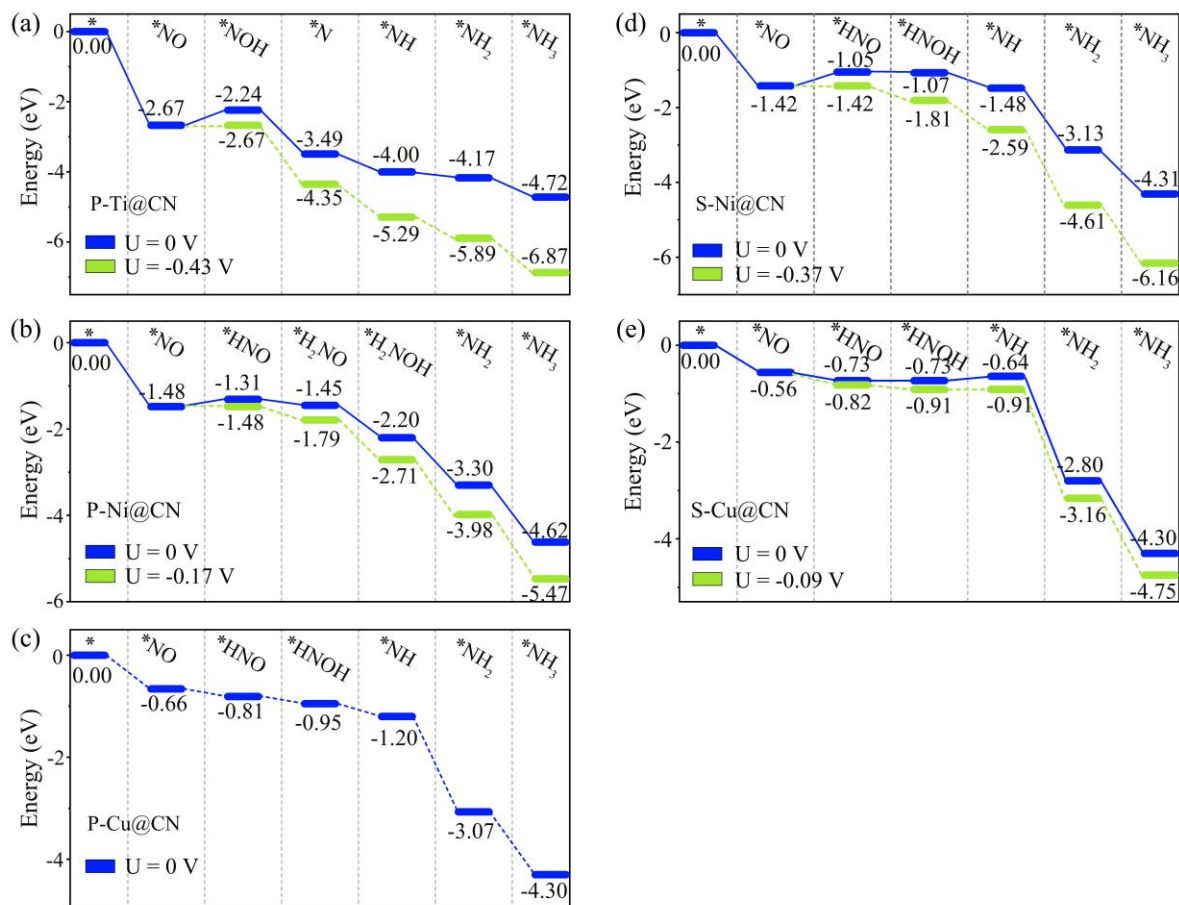 (a)
Energy (eV)
0
-2
-4
-6
* *NO *NOH *N *NH *NH₂ *NH₃
0.00 -2.67 -2.24 -3.49 -4.00 -4.17 -4.72
-2.67 -4.35 -5.29 -5.89 -6.87
P-Ti@CN
U = 0 V
U = -0.43 V
(b)
Energy (eV)
0
-2
-4
-6
* *NO *HNO *H₂NO *H₂NOH *NH₂ *NH₃
0.00 -1.48 -1.31 -1.45 -2.20 -3.30 -4.62
-1.48 -1.79 -2.71 -3.98 -5.47
P-Ni@CN
U = 0 V
U = -0.17 V
(c)
Energy (eV)
0
-2
-4
* *NO *HNO *HNOH *NH *NH₂ *NH₃
0.00 -0.66 -0.81 -0.95 -1.20 -3.07 -4.30
P-Cu@CN
U = 0 V
(d)
Energy (eV)
0
-2
-4
-6
* *NO *HNO *HNOH *NH *NH₂ *NH₃
0.00 -1.42 -1.05 -1.07 -1.48 -3.13 -4.31
-1.42 -1.81 -2.59 -4.61 -6.16
S-Ni@CN
U = 0 V
U = -0.37 V
(e)
Energy (eV)
0
-2
-4
* *NO *HNO *HNOH *NH *NH₂ *NH₃
0.00 -0.56 -0.73 -0.73 -0.64 -2.80 -4.30
-0.82 -0.91 -0.91 -3.16 -4.75
S-Cu@CN
U = 0 V
U = -0.09 V